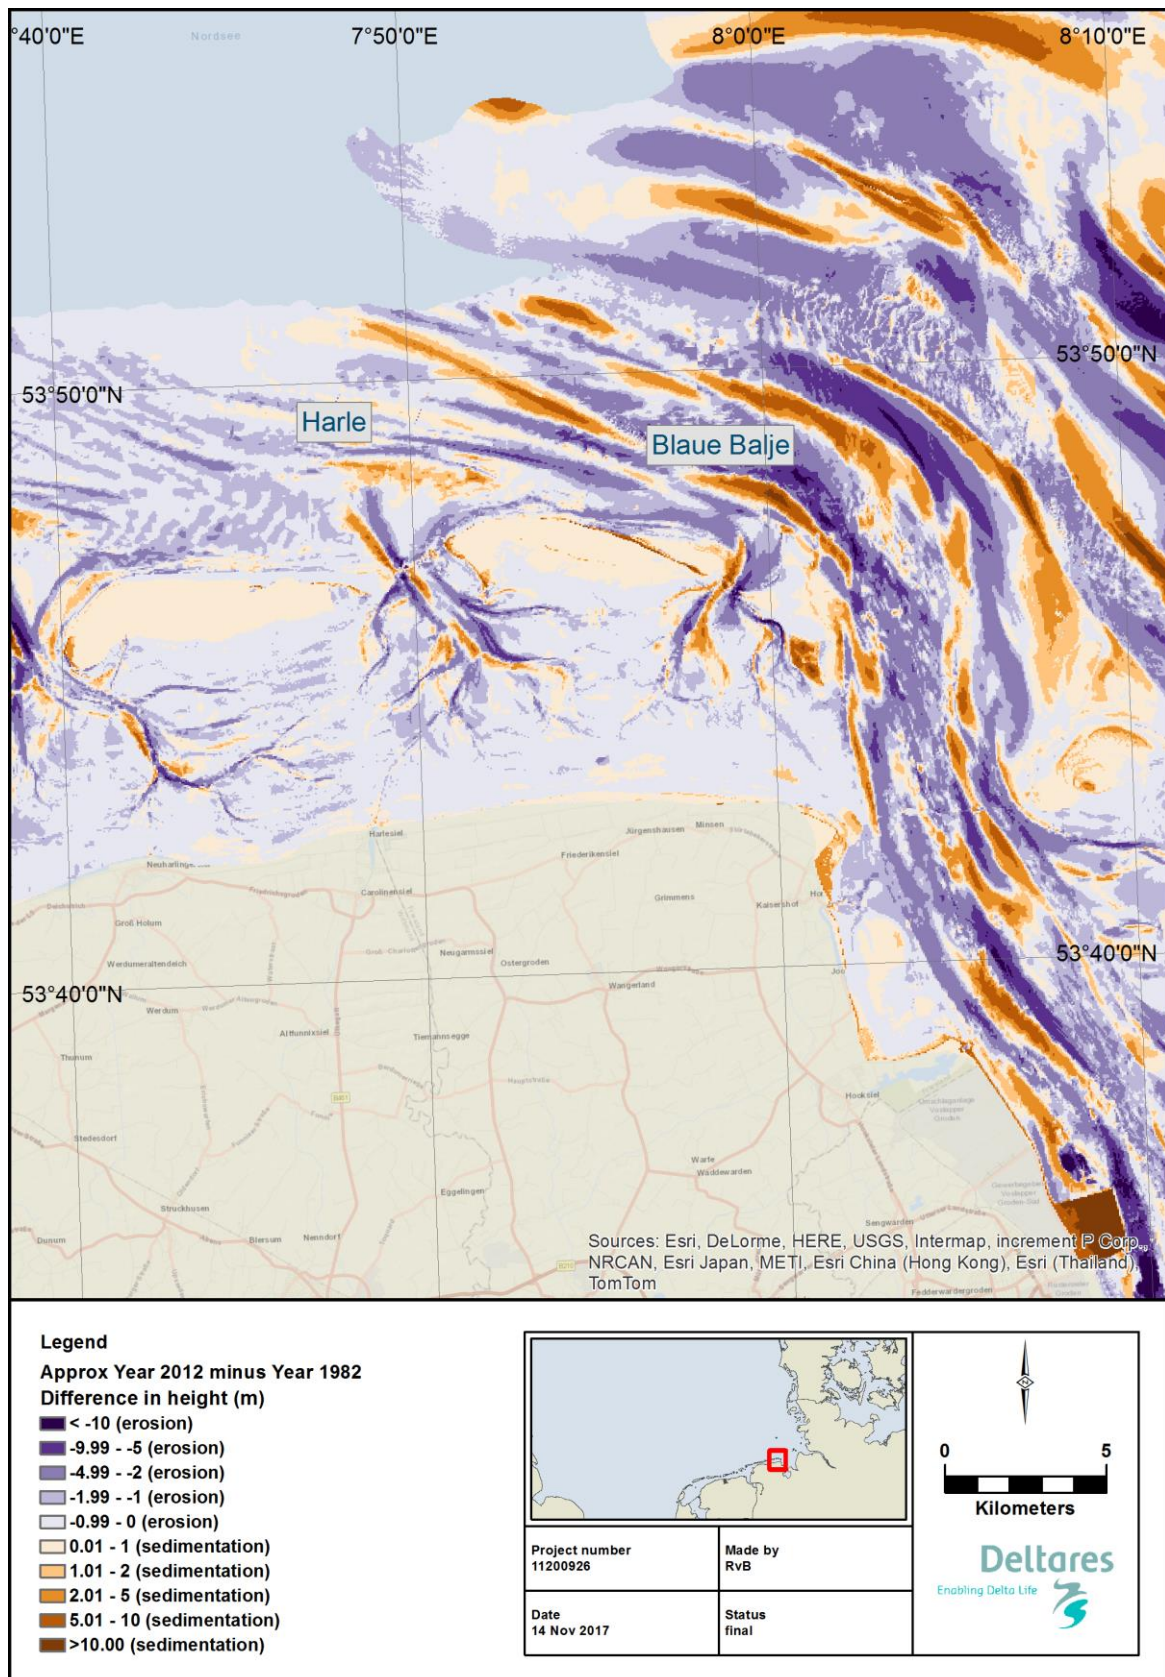 °40'0"E
7°50'0"E
8°0'0"E
8°10'0"E
Nordsee
53°50'0"N
53°50'0"N
Harle
Blaue Balje
Harlesiel
Jürgenshausen
Minsen
Friederikensiel
Carolinensiel
Groß Holum
Grimmens
Kaisershof
Werdumeraltendeich
Neugarmssiel
Ostergroden
Wangerland
53°40'0"N
53°40'0"N
Werdum
Altfunnixsiel
Tiemannsegge
Thunum
Hauptstraße
Hooksiel
Stedesdorf
Warfe
Waddewarden
Eggelingen
Struckhusen
Sengwarden
Dunum
Blersum
Nenndorf
Fedderwardergroden
Sources: Esri, DeLorme, HERE, USGS, Intermap, increment P Corp.,
NRCAN, Esri Japan, METI, Esri China (Hong Kong), Esri (Thailand),
TomTom
Legend
Approx Year 2012 minus Year 1982
Difference in height (m)
< -10 (erosion)
-9.99 - -5 (erosion)
-4.99 - -2 (erosion)
-1.99 - -1 (erosion)
-0.99 - 0 (erosion)
0.01 - 1 (sedimentation)
1.01 - 2 (sedimentation)
2.01 - 5 (sedimentation)
5.01 - 10 (sedimentation)
>10.00 (sedimentation)
Project number
11200926
Made by
RvB
Date
14 Nov 2017
Status
final
N
0 5
Kilometers
Deltares
Enabling Delta Life